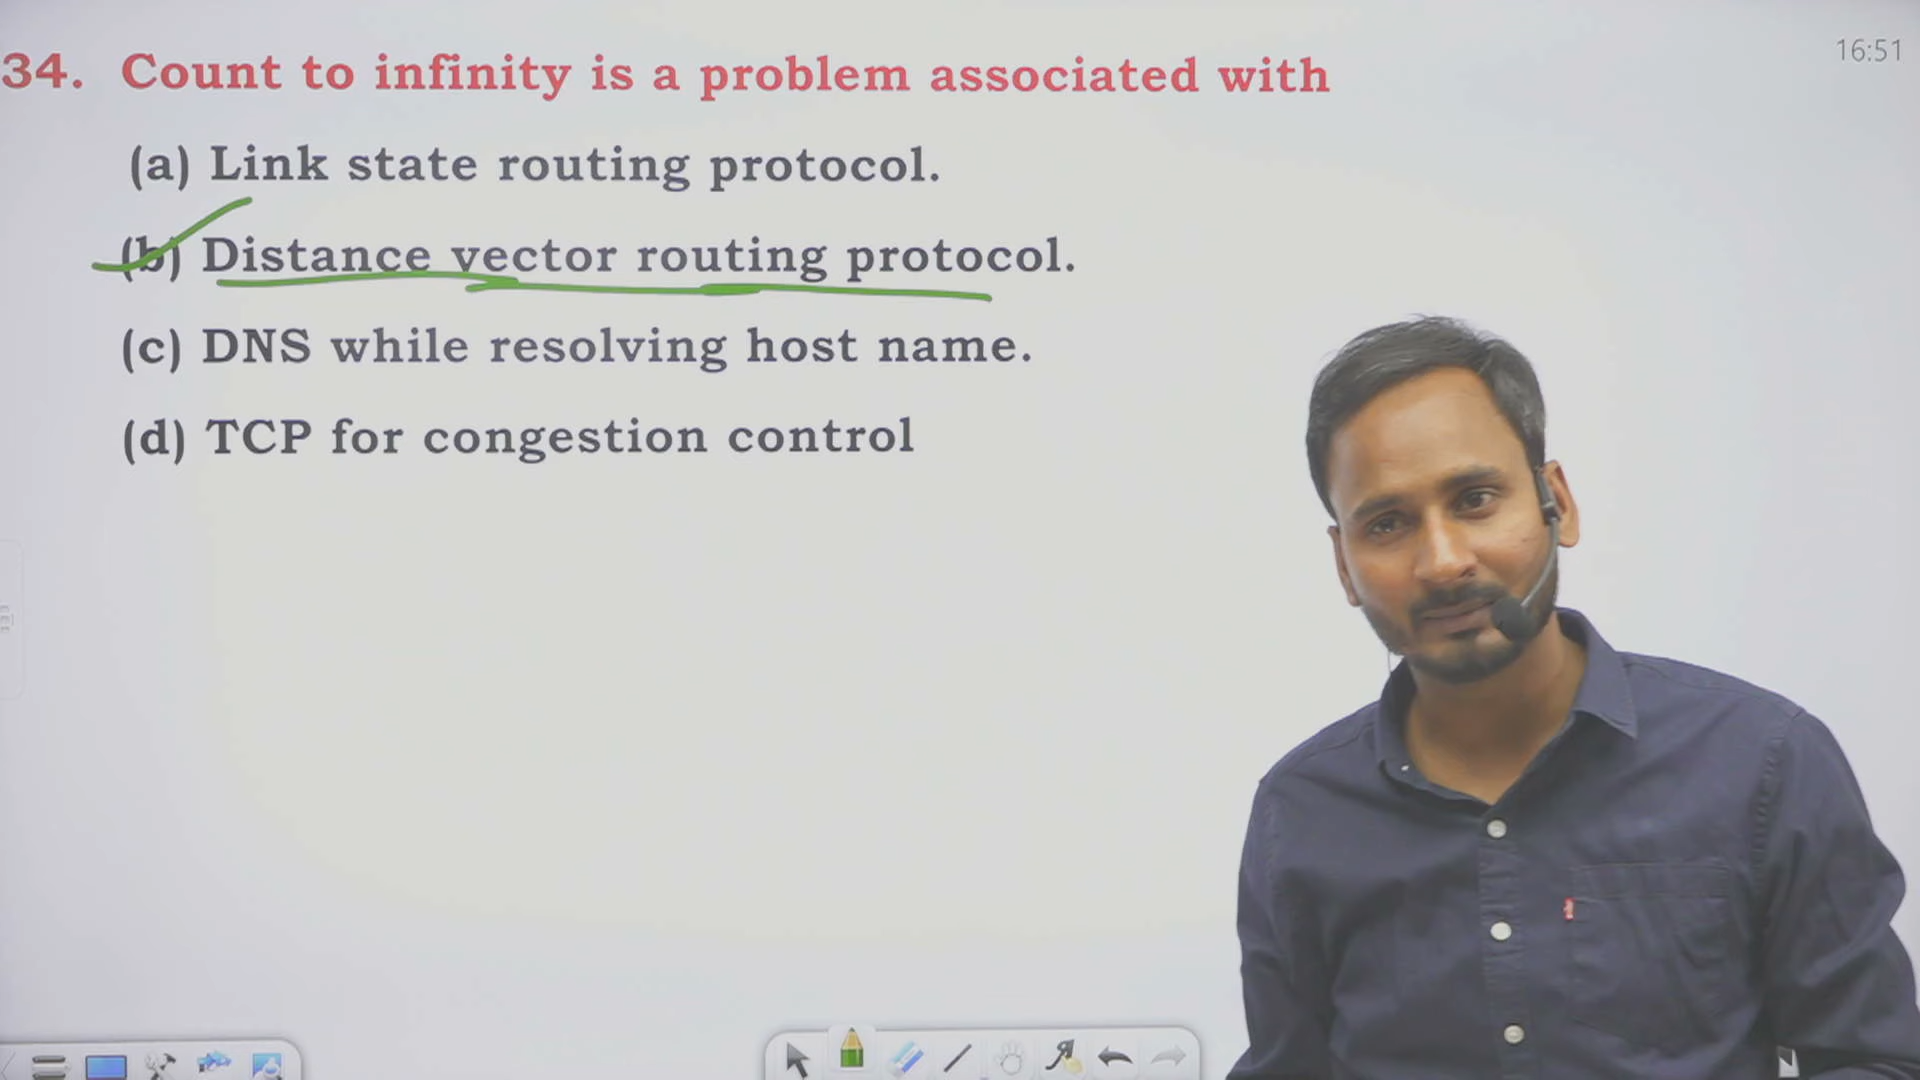 16:51
34. Count to infinity is a problem associated with
(a) Link state routing protocol.
(b) Distance vector routing protocol.
(c) DNS while resolving host name.
(d) TCP for congestion control